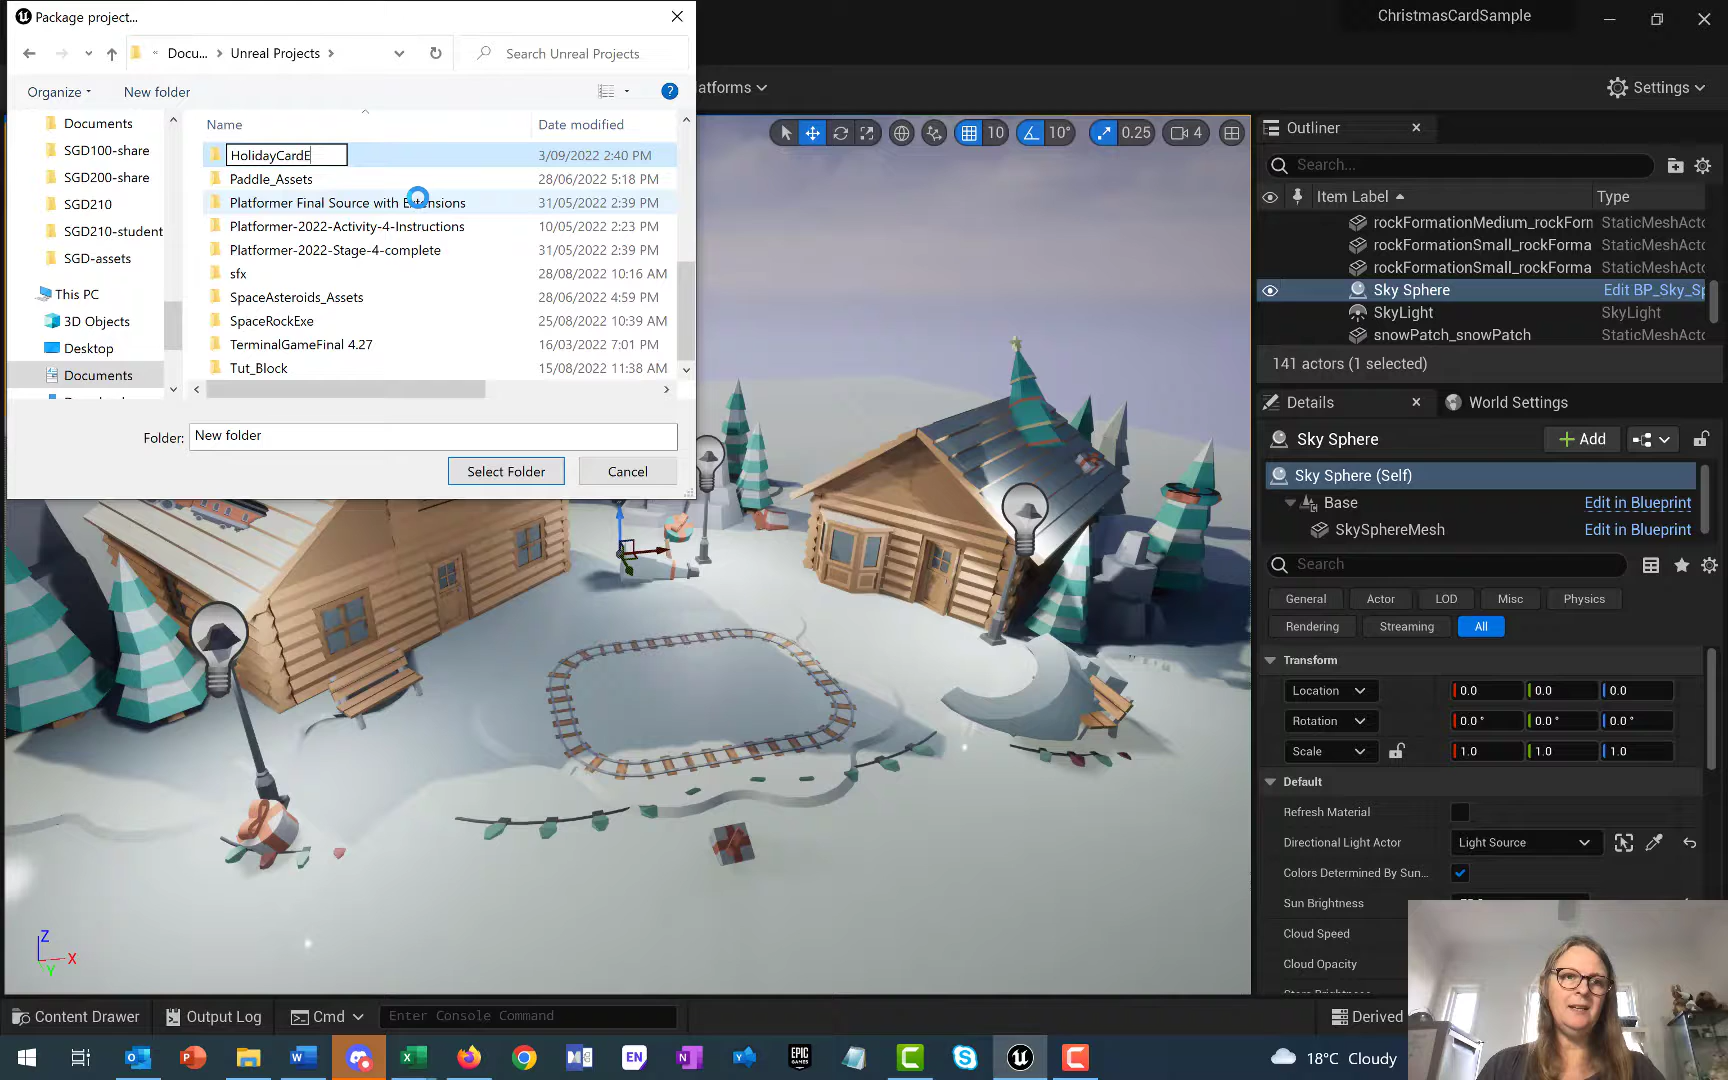 Package project...
ChristmasCardSample
Docu... > Unreal Projects >
Search Unreal Projects
Organize
New folder
atforms
Settings
Name
Date modified
Documents
SGD100-share
SGD200-share
SGD210
SGD210-student
SGD-assets
This PC
3D Objects
Desktop
Documents
HolidayCardE 3/09/2022 2:40 PM
Paddle_Assets 28/06/2022 5:18 PM
Platformer Final Source with Extensions 31/05/2022 2:39 PM
Platformer-2022-Activity-4-Instructions 10/05/2022 2:23 PM
Platformer-2022-Stage-4-complete 31/05/2022 2:39 PM
sfx 28/08/2022 10:16 AM
SpaceAsteroids_Assets 28/06/2022 4:59 PM
SpaceRockExe 25/08/2022 10:39 AM
TerminalGameFinal 4.27 16/03/2022 7:01 PM
Tut_Block 15/08/2022 11:38 AM
Folder: New folder
Select Folder
Cancel
10 10° 0.25 4
Outliner
Search...
Item Label
Type
rockFormationMedium_rockForn StaticMeshActo
rockFormationSmall_rockForma StaticMeshActo
rockFormationSmall_rockForma StaticMeshActo
Sky Sphere Edit BP_Sky_Sp
SkyLight SkyLight
snowPatch_snowPatch StaticMeshActo
141 actors (1 selected)
Details
World Settings
Sky Sphere
Add
Sky Sphere (Self)
Base Edit in Blueprint
SkySphereMesh Edit in Blueprint
Search
General Actor LOD Misc Physics
Rendering Streaming All
Transform
Location 0.0 0.0 0.0
Rotation 0.0° 0.0° 0.0°
Scale 1.0 1.0 1.0
Default
Refresh Material
Directional Light Actor Light Source
Colors Determined By Sun...
Sun Brightness
Cloud Speed
Cloud Opacity
Z
X
Y
Content Drawer
Output Log
Cmd
Enter Console Command
Derived
EN
EPIC GAMES
18°C Cloudy